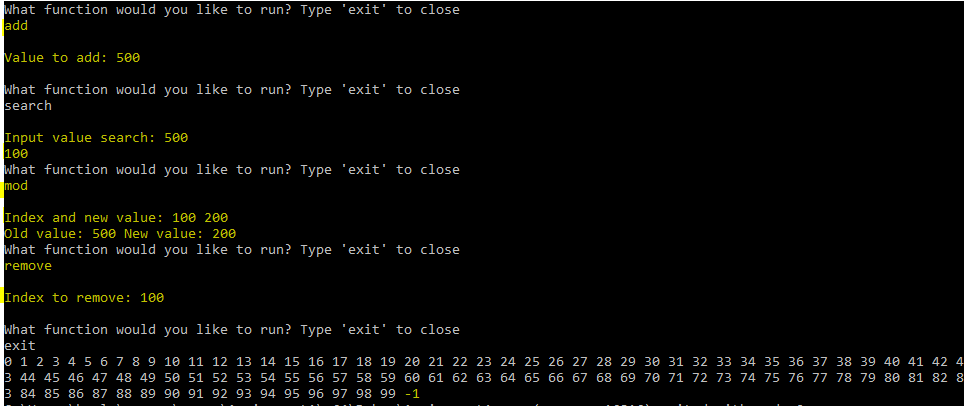 What function would you like to run? Type 'exit' to close
add
Value to add: 500
What function would you like to run? Type 'exit' to close
search
Input value search: 500
100
What function would you like to run? Type 'exit' to close
mod
Index and new value: 100 200
Old value: 500 New value: 200
What function would you like to run? Type 'exit' to close
remove
Index to remove: 100
What function would you like to run? Type 'exit' to close
exit
0 1 2 3 4 5 6 7 8 9 10 11 12 13 14 15 16 17 18 19 20 21 22 23 24 25 26 27 28 29 30 31 32 33 34 35 36 37 38 39 40 41 42 4
3 44 45 46 47 48 49 50 51 52 53 54 55 56 57 58 59 60 61 62 63 64 65 66 67 68 69 70 71 72 73 74 75 76 77 78 79 80 81 82 8
3 84 85 86 87 88 89 90 91 92 93 94 95 96 97 98 99 -1